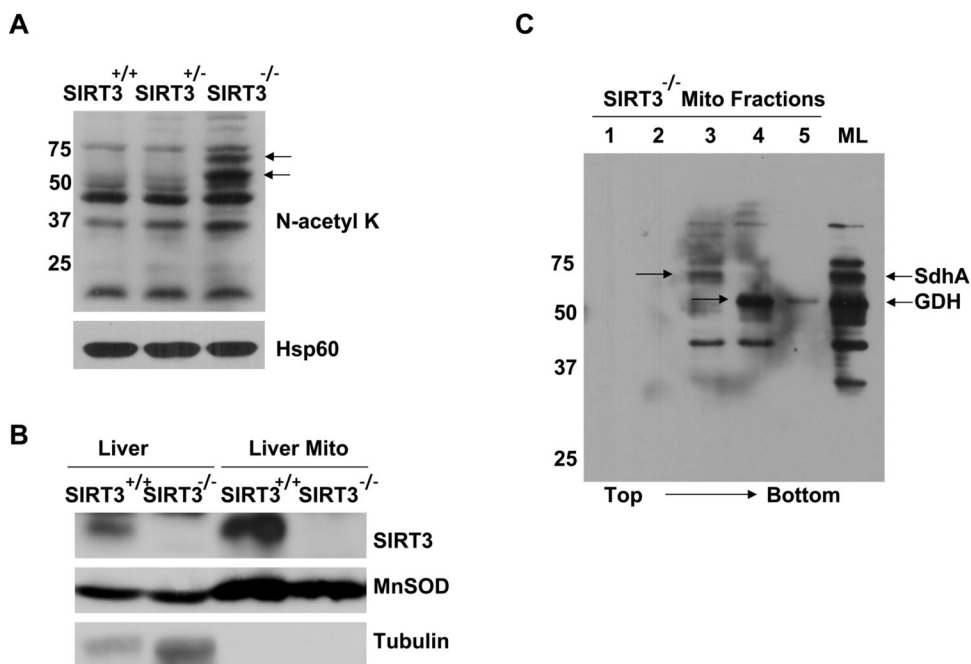 A
SIRT3+/+ SIRT3+/- SIRT3-/-
75
50
37
25
N-acetyl K
Hsp60
B
Liver Liver Mito
SIRT3+/+ SIRT3-/- SIRT3+/+ SIRT3-/-
SIRT3
MnSOD
Tubulin
C
SIRT3-/- Mito Fractions
1 2 3 4 5 ML
75
50
37
25
SdhA
GDH
Top Bottom